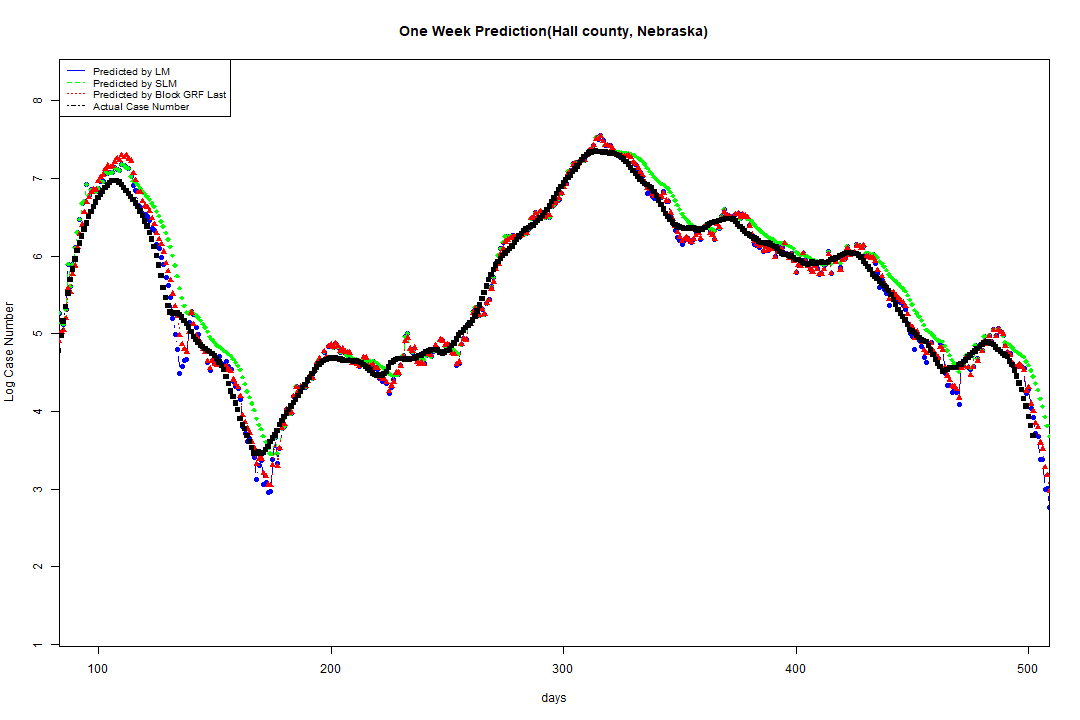 One Week Prediction(Hall county, Nebraska)
Predicted by LM
Predicted by SLM
Predicted by Block GRF Last
Actual Case Number
Log Case Number
8
7
6
5
4
3
2
1
100 200 300 400 500
days